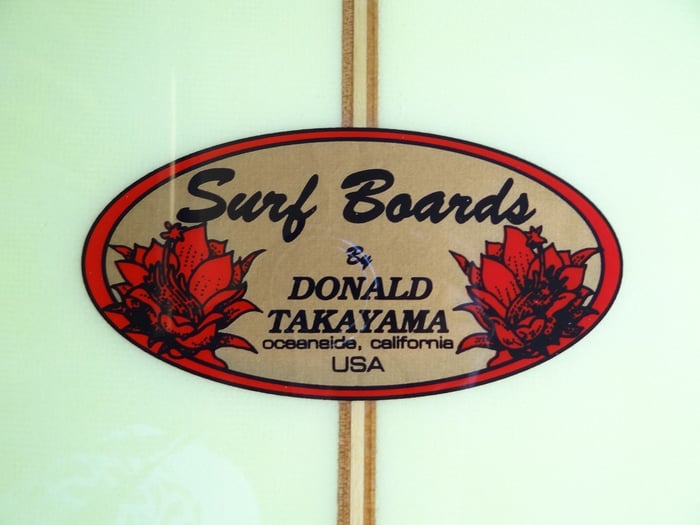 Surf Boards
By
DONALD
TAKAYAMA
oceanside, california
USA